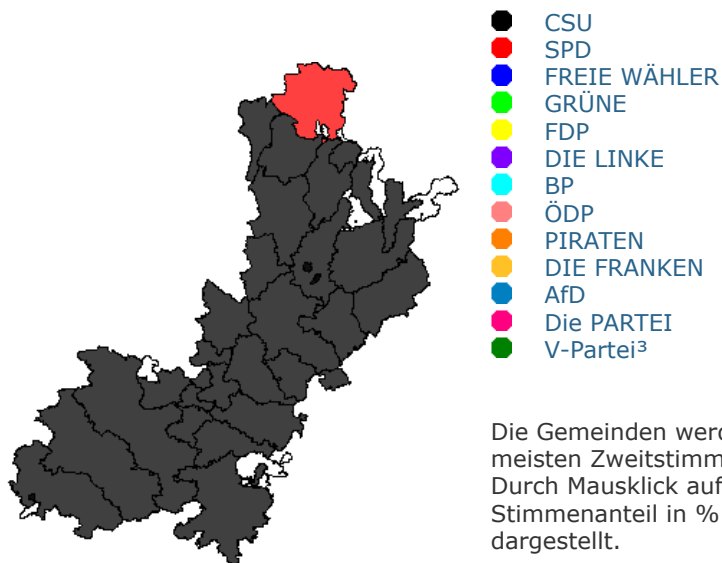 CSU
SPD
FREIE WÄHLER
GRÜNE
FDP
DIE LINKE
BP
ÖDP
PIRATEN
DIE FRANKEN
AfD
Die PARTEI
V-Partei³
Die Gemeinden werd
meisten Zweitstimm
Durch Mausklick auf
Stimmenanteil in %
dargestellt.